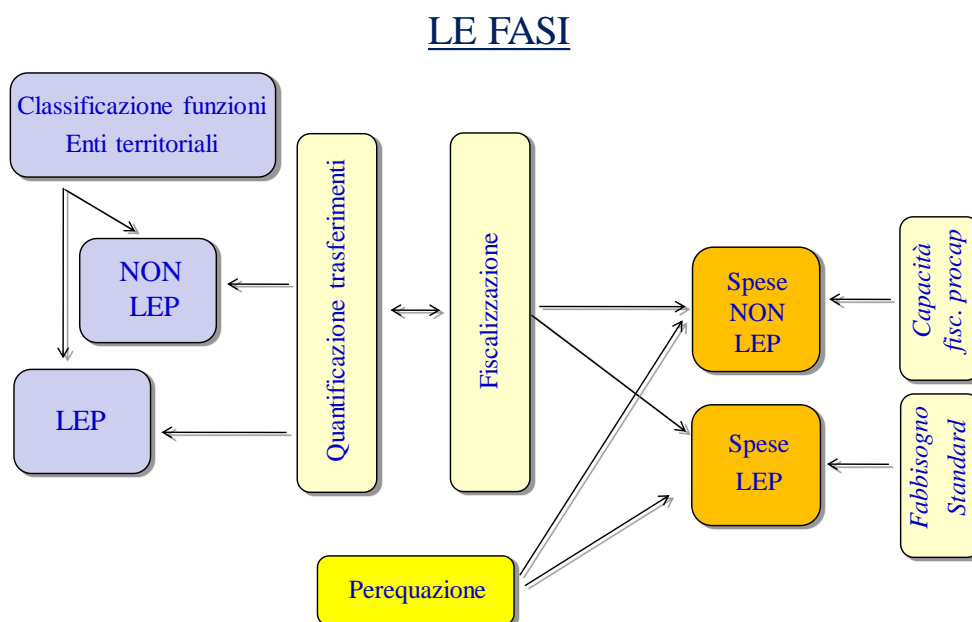 LE FASI
Classificazione funzioni
Enti territoriali
NON
LEP
LEP
Quantificazione trasferimenti
Fiscalizzazione
Spese
NON
LEP
Spese
LEP
Capacità
fisc. procap
Fabbisogno
Standard
Perequazione